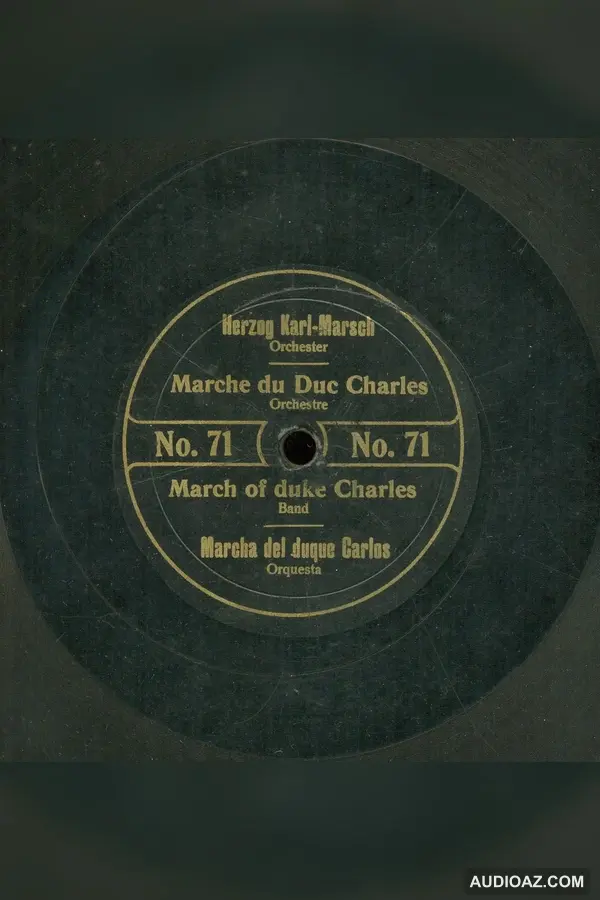 Herzog Karl-Marsch
Orchester
Marche du Duc Charles
Orchestre
No. 71 No. 71
March of duke Charles
Band
Marcha del duque Carlos
Orquesta
AUDIOAZ.COM